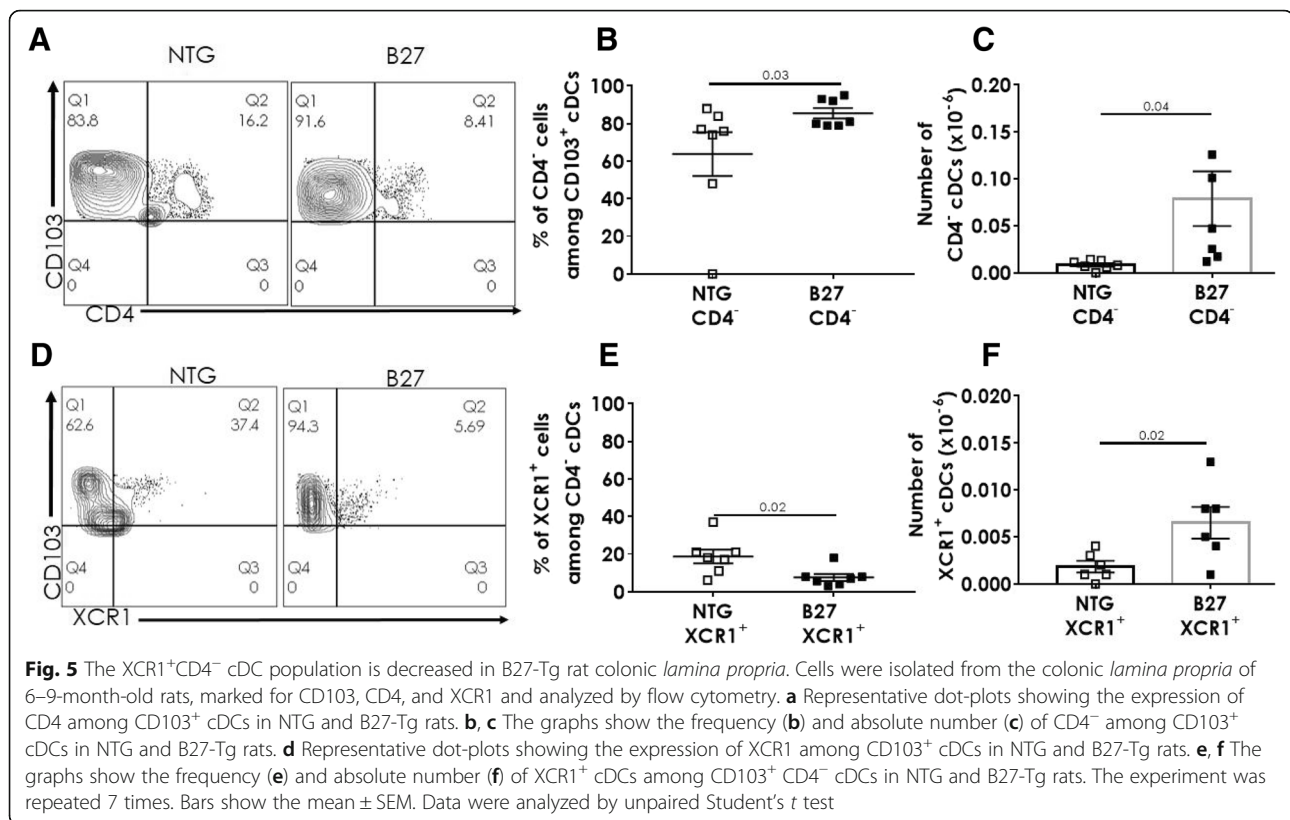 A
NTG
B27
Q1
83.8
Q2
16.2
Q1
91.6
Q2
8.41
Q4
0
Q3
0
Q4
0
Q3
0
CD103
CD4
B
% of CD4⁻ cells
among CD103⁺ cDCs
100
80
60
40
20
0
0.03
NTG
CD4⁻
B27
CD4⁻
C
Number of
CD4⁻ cDCs (x10⁻⁶)
0.20
0.15
0.10
0.05
0.00
0.04
NTG
CD4⁻
B27
CD4⁻
D
NTG
B27
Q1
62.6
Q2
37.4
Q1
94.3
Q2
5.69
Q4
0
Q3
0
Q4
0
Q3
0
CD103
XCR1
E
% of XCR1⁺ cells
among CD4⁻ cDCs
100
80
60
40
20
0
0.02
NTG
XCR1⁺
B27
XCR1⁺
F
Number of
XCR1⁺ cDCs (x10⁻⁶)
0.020
0.015
0.010
0.005
0.000
0.02
NTG
XCR1⁺
B27
XCR1⁺
Fig. 5 The XCR1⁺CD4⁻ cDC population is decreased in B27-Tg rat colonic lamina propria. Cells were isolated from the colonic lamina propria of
6–9-month-old rats, marked for CD103, CD4, and XCR1 and analyzed by flow cytometry. a Representative dot-plots showing the expression of
CD4 among CD103⁺ cDCs in NTG and B27-Tg rats. b, c The graphs show the frequency (b) and absolute number (c) of CD4⁻ among CD103⁺
cDCs in NTG and B27-Tg rats. d Representative dot-plots showing the expression of XCR1 among CD103⁺ cDCs in NTG and B27-Tg rats. e, f The
graphs show the frequency (e) and absolute number (f) of XCR1⁺ cDCs among CD103⁺ CD4⁻ cDCs in NTG and B27-Tg rats. The experiment was
repeated 7 times. Bars show the mean ± SEM. Data were analyzed by unpaired Student's t test